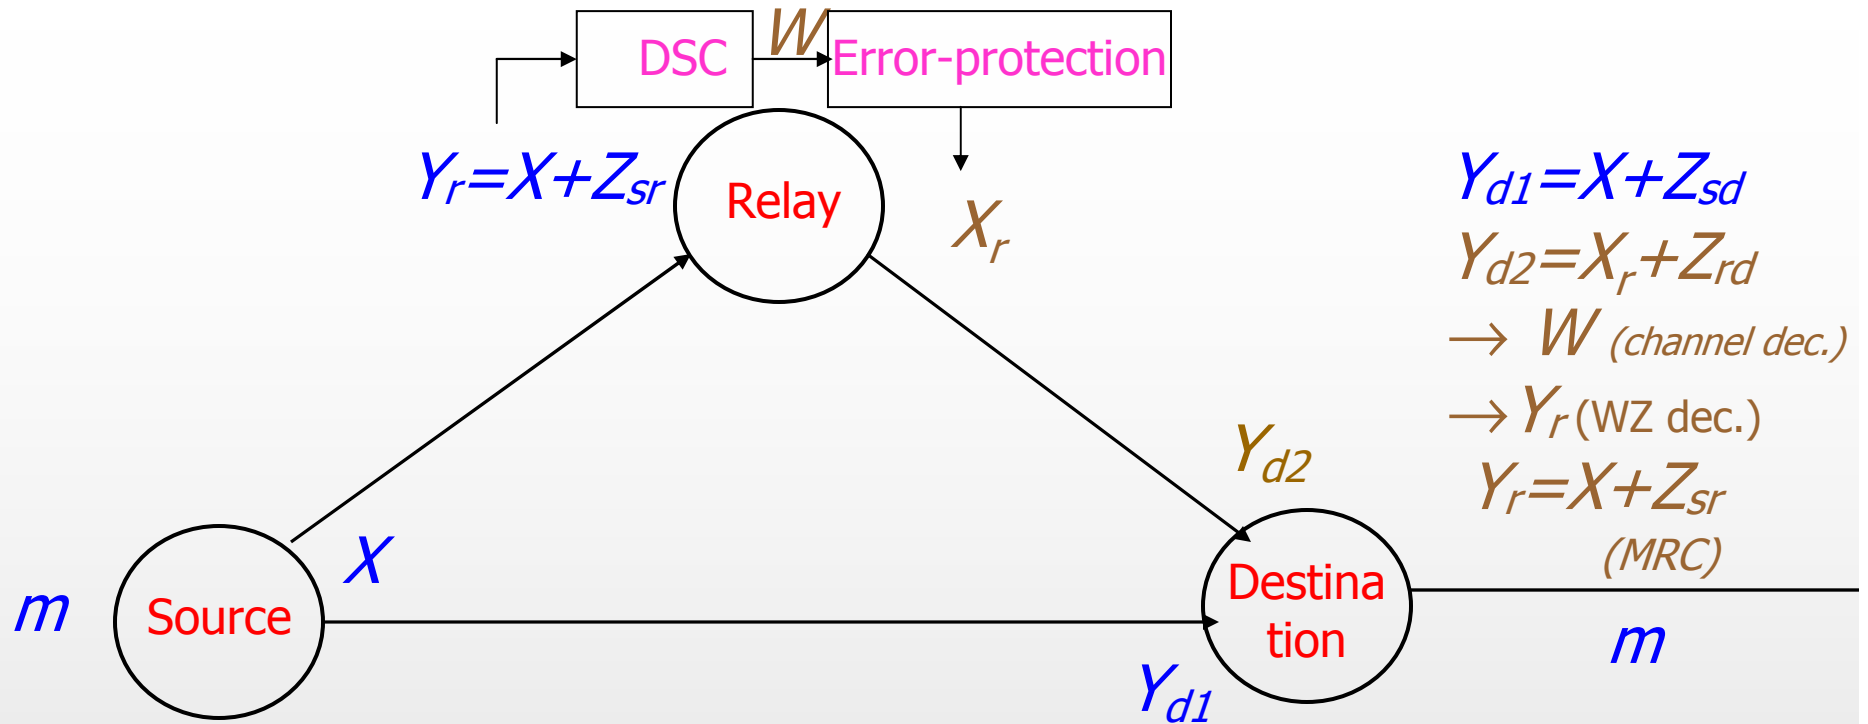 DSC
W
Error-protection
Yr=X+Zsr
Relay
Xr
Yd1=X+Zsd
Yd2=Xr+Zrd
→ W (channel dec.)
→Yr (WZ dec.)
Yr=X+Zsr
(MRC)
Yd2
m
Source
X
Destina
tion
m
Yd1